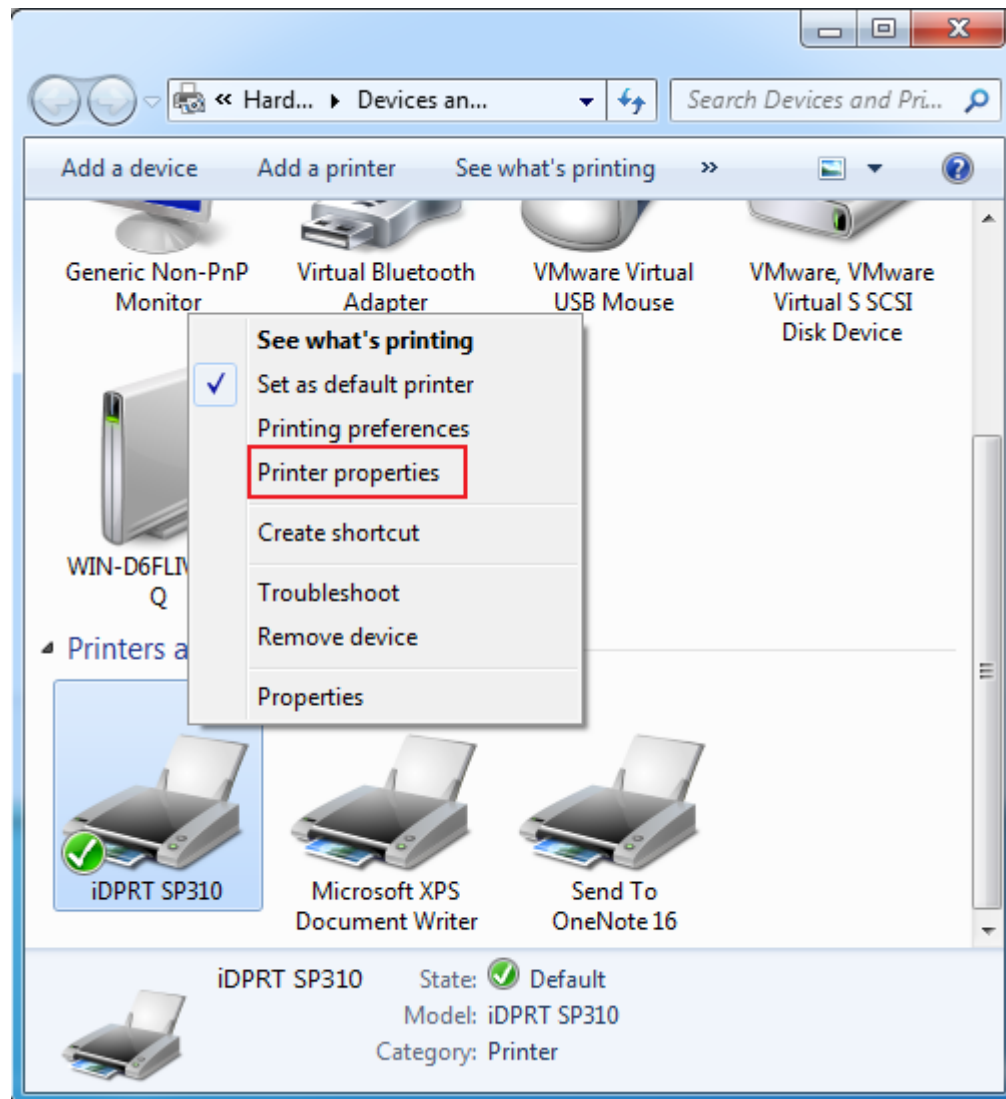 « Hard... ▸ Devices an...
Search Devices and Pri...
Add a device Add a printer See what's printing »
Generic Non-PnP
Monitor
Virtual Bluetooth
Adapter
VMware Virtual
USB Mouse
VMware, VMware
Virtual S SCSI
Disk Device
See what's printing
Set as default printer
Printing preferences
Printer properties
Create shortcut
Troubleshoot
Remove device
Properties
WIN-D6FLIV
Q
Printers a
iDPRT SP310
Microsoft XPS
Document Writer
Send To
OneNote 16
iDPRT SP310 State: Default
Model: iDPRT SP310
Category: Printer